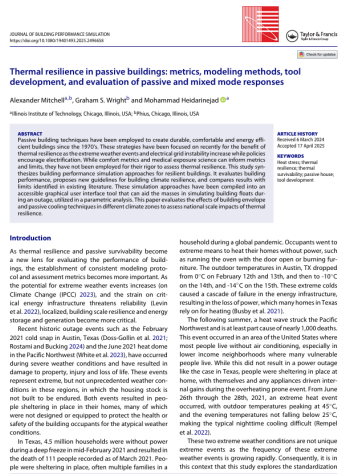 JOURNAL OF BUILDING PERFORMANCE SIMULATION
https://doi.org/10.1080/19401493.2025.2496658
Taylor & Francis
Taylor & Francis Group
Check for updates
Thermal resilience in passive buildings: metrics, modeling methods, tool
development, and evaluation of passive and mixed mode responses
Alexander Mitchell a,b, Graham S. Wright b and Mohammad Heidarinejad a
a Illinois Institute of Technology, Chicago, Illinois, USA; b Phius, Chicago, Illinois, USA
ABSTRACT
Passive building techniques have been employed to create durable, comfortable and energy effi-
cient buildings since the 1970's. These strategies have been focused on recently for the benefit of
thermal resilience as the extreme weather events and electrical grid instability increase while policies
encourage electrification. While comfort metrics and medical exposure science can inform metrics
and limits, they have not been employed for their rigor to assess thermal resilience. This study syn-
thesizes building performance simulation approaches for resilient buildings. It evaluates building
performance, proposes new guidelines for building climate resilience, and compares results with
limits identified in existing literature. These simulation approaches have been compiled into an
accessible graphical user interface tool that can aid the masses in simulating building fixes dur-
ing an outage, utilized in a parametric analysis. This paper evaluates the effects of building envelope
and passive cooling techniques in different climate zones to assess national scale impacts of thermal
resilience.
ARTICLE HISTORY
Received 6 March 2024
Accepted 17 April 2025
KEYWORDS
Heat stress; thermal
resilience; thermal
survivability; passive house;
tool development
Introduction
As thermal resilience and passive survivability become
a new lens for evaluating the performance of build-
ings, the establishment of consistent modeling proto-
col and assessment metrics becomes more important. As
the potential for extreme weather events increases (on
Climate Change (IPCC) 2023), and the strain on crit-
ical energy infrastructure threatens reliability (Levin
et al. 2022), localized, building scale resilience and energy
storage and generation become more critical.
Recent historic outage events such as the February
2021 cold snap in Austin, Texas (Doss-Gollin et al. 2021;
Rostami and Bucking 2024) and the June 2021 heat dome
in the Pacific Northwest (White et al. 2023), have occurred
during severe weather conditions and have resulted in
damage to property, injury and loss of life. These events
represent extreme, but not unprecedented weather con-
ditions in these regions, in which the housing stock is
not built to be endured. Both events resulted in peo-
ple sheltering in place in their homes, many of which
were not designed or equipped to protect the health or
safety of the building occupants for the atypical weather
conditions.
In Texas, 4.5 million households were without power
during a deep freeze in mid-February 2021 and resulted in
the death of 111 people recorded as of March 2021. Peo-
ple were sheltering in place, often multiple families in a
household during a global pandemic. Occupants went to
extreme means to heat their homes without power, such
as running the oven with the door open or burning fur-
niture. The outdoor temperatures in Austin, TX dropped
from 0°C on February 12th and 13th, and then to -10°C
on the 14th, and -14°C on the 15th. These extreme colds
caused a cascade of failure in the energy infrastructure,
resulting in the loss of power, which many homes in Texas
rely on for heating (Busby et al. 2021).
The following summer, a heat wave struck the Pacific
Northwest and is at least part cause of nearly 1,000 deaths.
This event occurred in an area of the United States where
most people live without air conditioning, especially in
lower income neighborhoods where many vulnerable
people live. While this did not result in a power outage
like the case in Texas, people were sheltering in place at
home, with themselves and any appliances driven inter-
nal gains during the overheating prone event. From June
26th through the 28th, 2021, an extreme heat event
occurred, with outdoor temperatures peaking at 45°C,
and the evening temperatures not falling below 25°C,
making the typical nighttime cooling difficult (Rempel
et al. 2022).
These two extreme weather conditions are not unique
extreme events as the frequency of these extreme
weather events is growing rapidly. Consequently, it is in
this context that this study explores the standardization